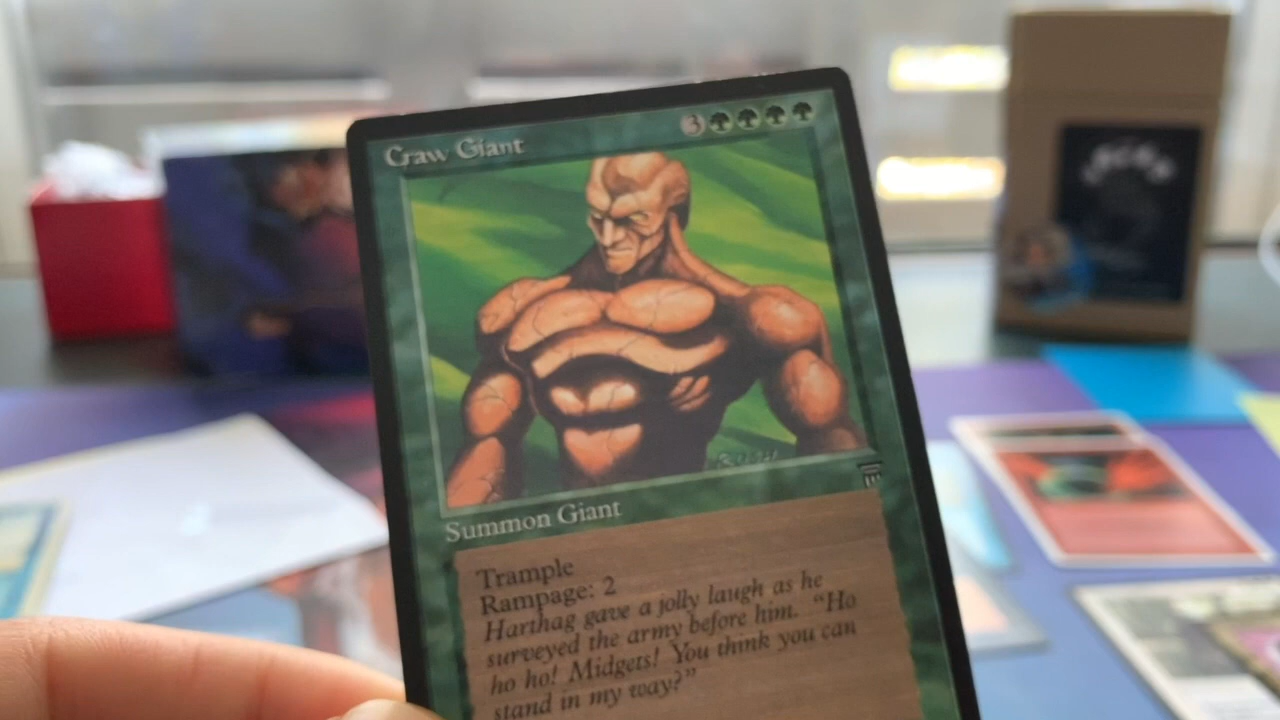 Craw Giant
3
Summon Giant
Trample
Rampage: 2
Harthag gave a jolly laugh as he
surveyed the army before him. "Ho
ho ho! Midgets! You think you can
stand in my way?"